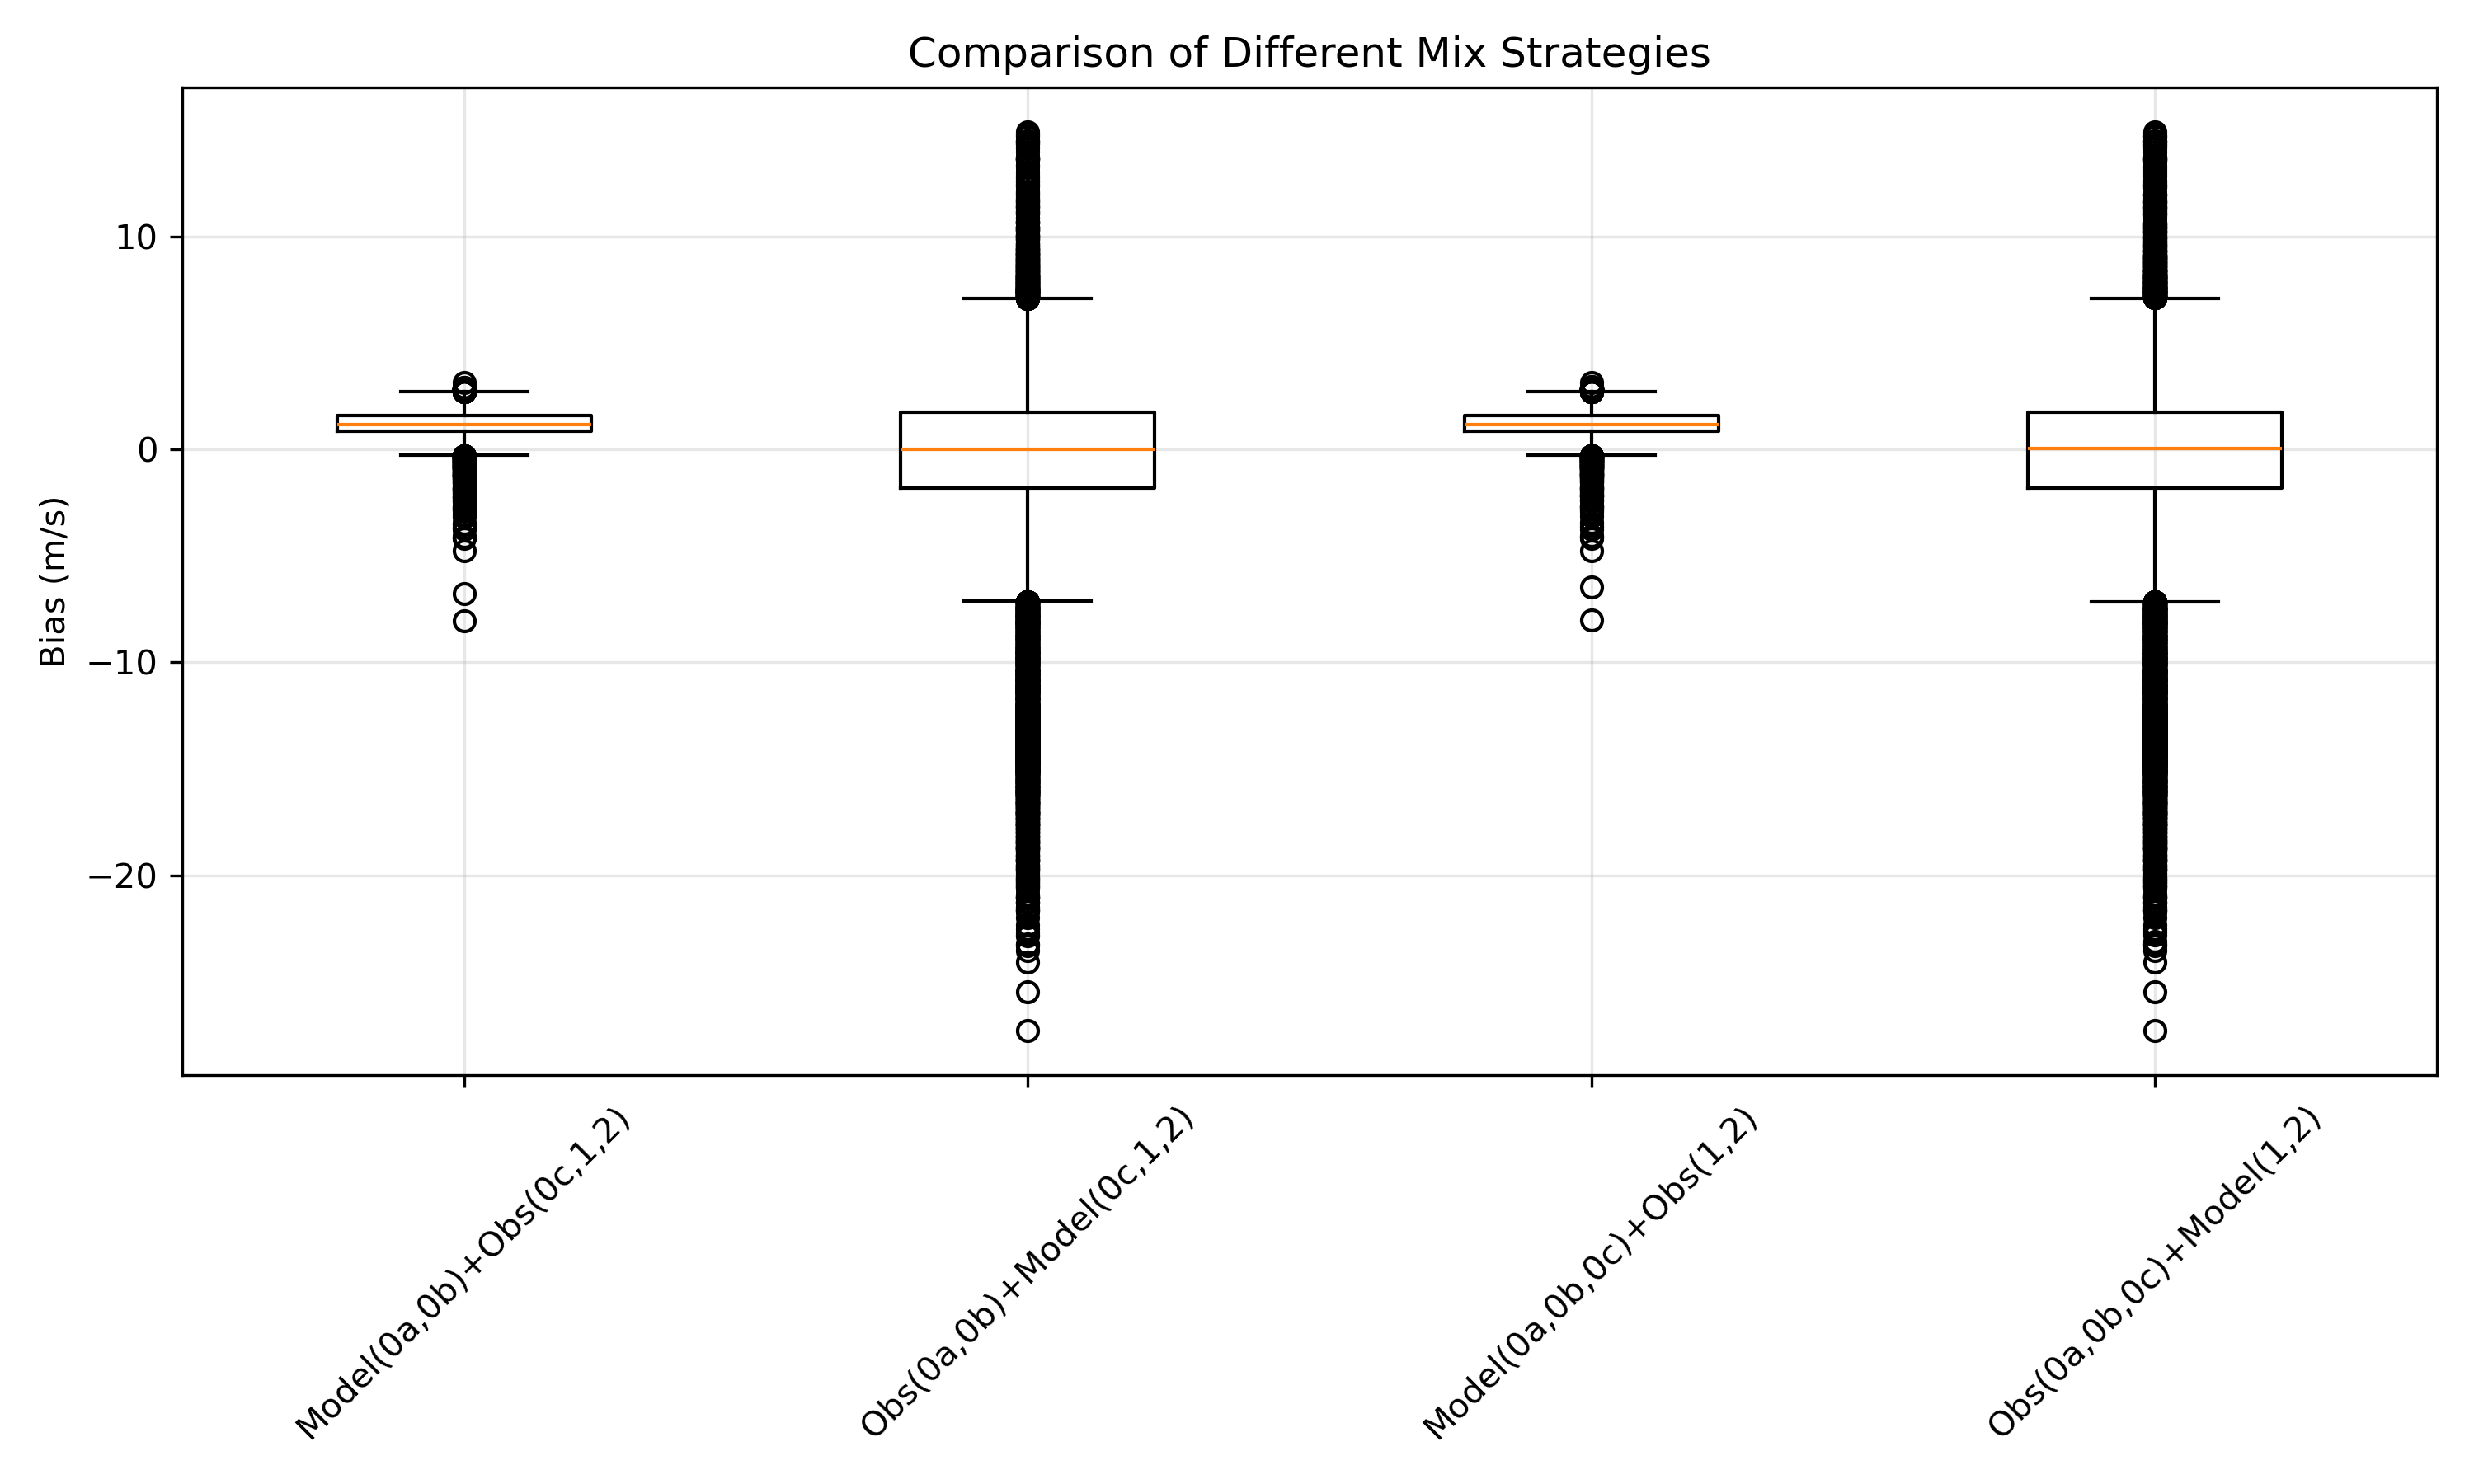 Comparison of Different Mix Strategies
Bias (m/s)
10
0
−10
−20
Model(0a,0b)+Obs(0c,1,2)
Obs(0a,0b)+Model(0c,1,2)
Model(0a,0b,0c)+Obs(1,2)
Obs(0a,0b,0c)+Model(1,2)